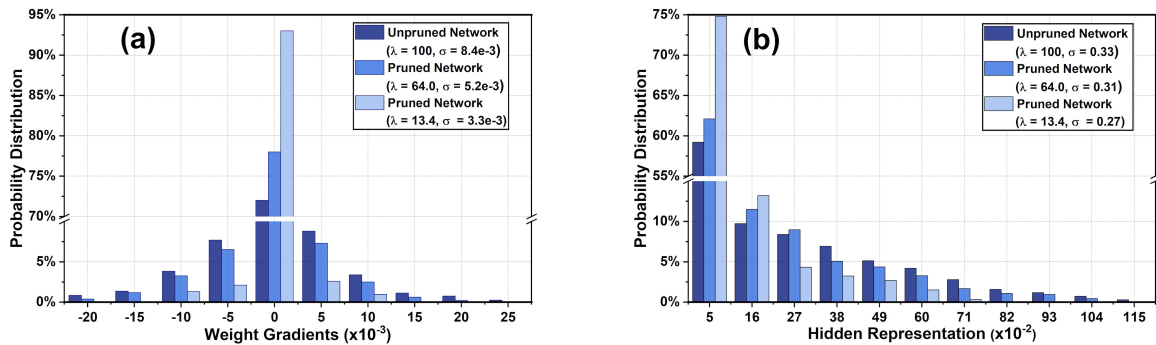 (a)
95%
90%
85%
80%
75%
70%
5%
0%
Probability Distribution
Unpruned Network
(λ = 100, σ = 8.4e-3)
Pruned Network
(λ = 64.0, σ = 5.2e-3)
Pruned Network
(λ = 13.4, σ = 3.3e-3)
-20 -15 -10 -5 0 5 10 15 20 25
Weight Gradients (x10⁻³)
(b)
75%
70%
65%
60%
55%
10%
5%
0%
Probability Distribution
Unpruned Network
(λ = 100, σ = 0.33)
Pruned Network
(λ = 64.0, σ = 0.31)
Pruned Network
(λ = 13.4, σ = 0.27)
5 16 27 38 49 60 71 82 93 104 115
Hidden Representation (x10⁻²)